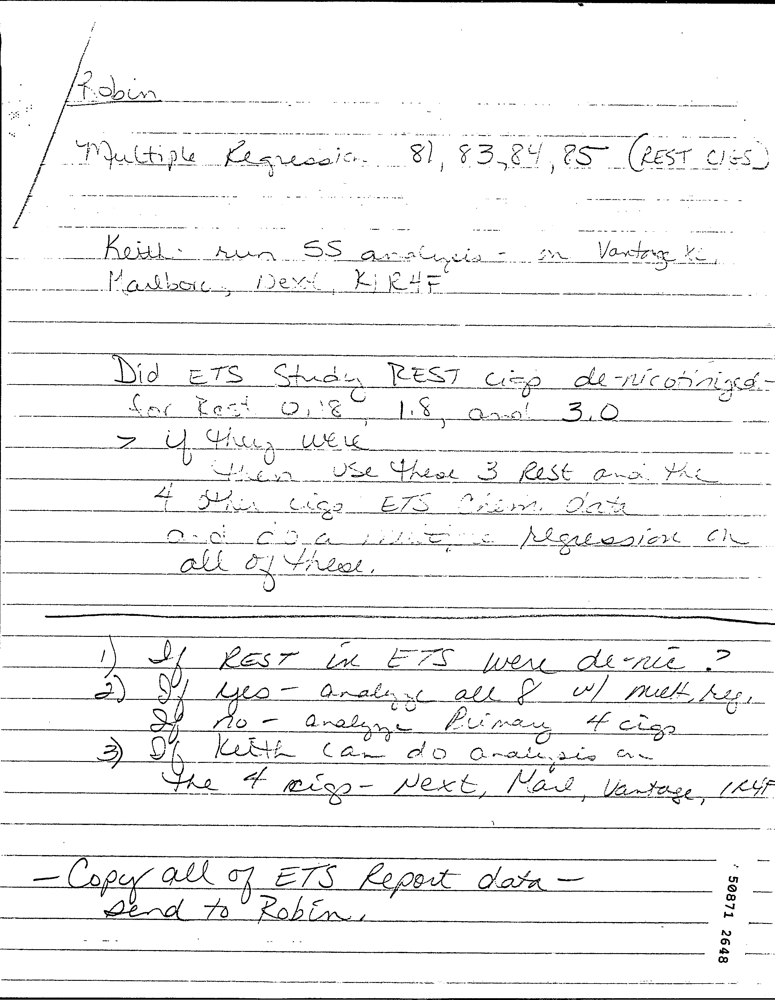 Robin
Multiple Regression 81, 83, 84, 85 (REST CIGS)
Keith run SS analysis - on Vantage
Marlboro, Next, K1R4F
Did ETS Study REST cigs de-nicotinized -
for Rest 0.18, 1.8, and 3.0
> if they were
then use these 3 Rest and the
4 other cigs ETS Chem. Data
and do a multiple regression on
all of these.
1) If REST in ETS were de-nic?
2) If yes - analyze all 8 w/ mult. reg.
If no - analyze Primary 4 cigs
3) If Keith can do analysis on
the 4 cigs - Next, Marl, Vantage, 1R4F
- Copy all of ETS Report data -
send to Robin.
50871 2648